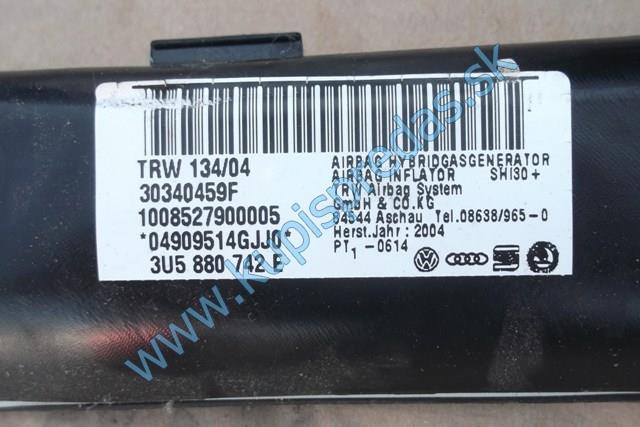 TRW 134/04
30340459F
1008527900005
*04909514GJJ0*
3U5 880 742 F
AIRBAG HYBRIDGASGENERATOR
AIRBAG INFLATOR SHI30+
TRW Airbag System
GmbH & CO.KG
84544 Aschau Tel.08638/965-0
Herst.Jahr: 2004
PT1-0614
www.kupispredas.sk